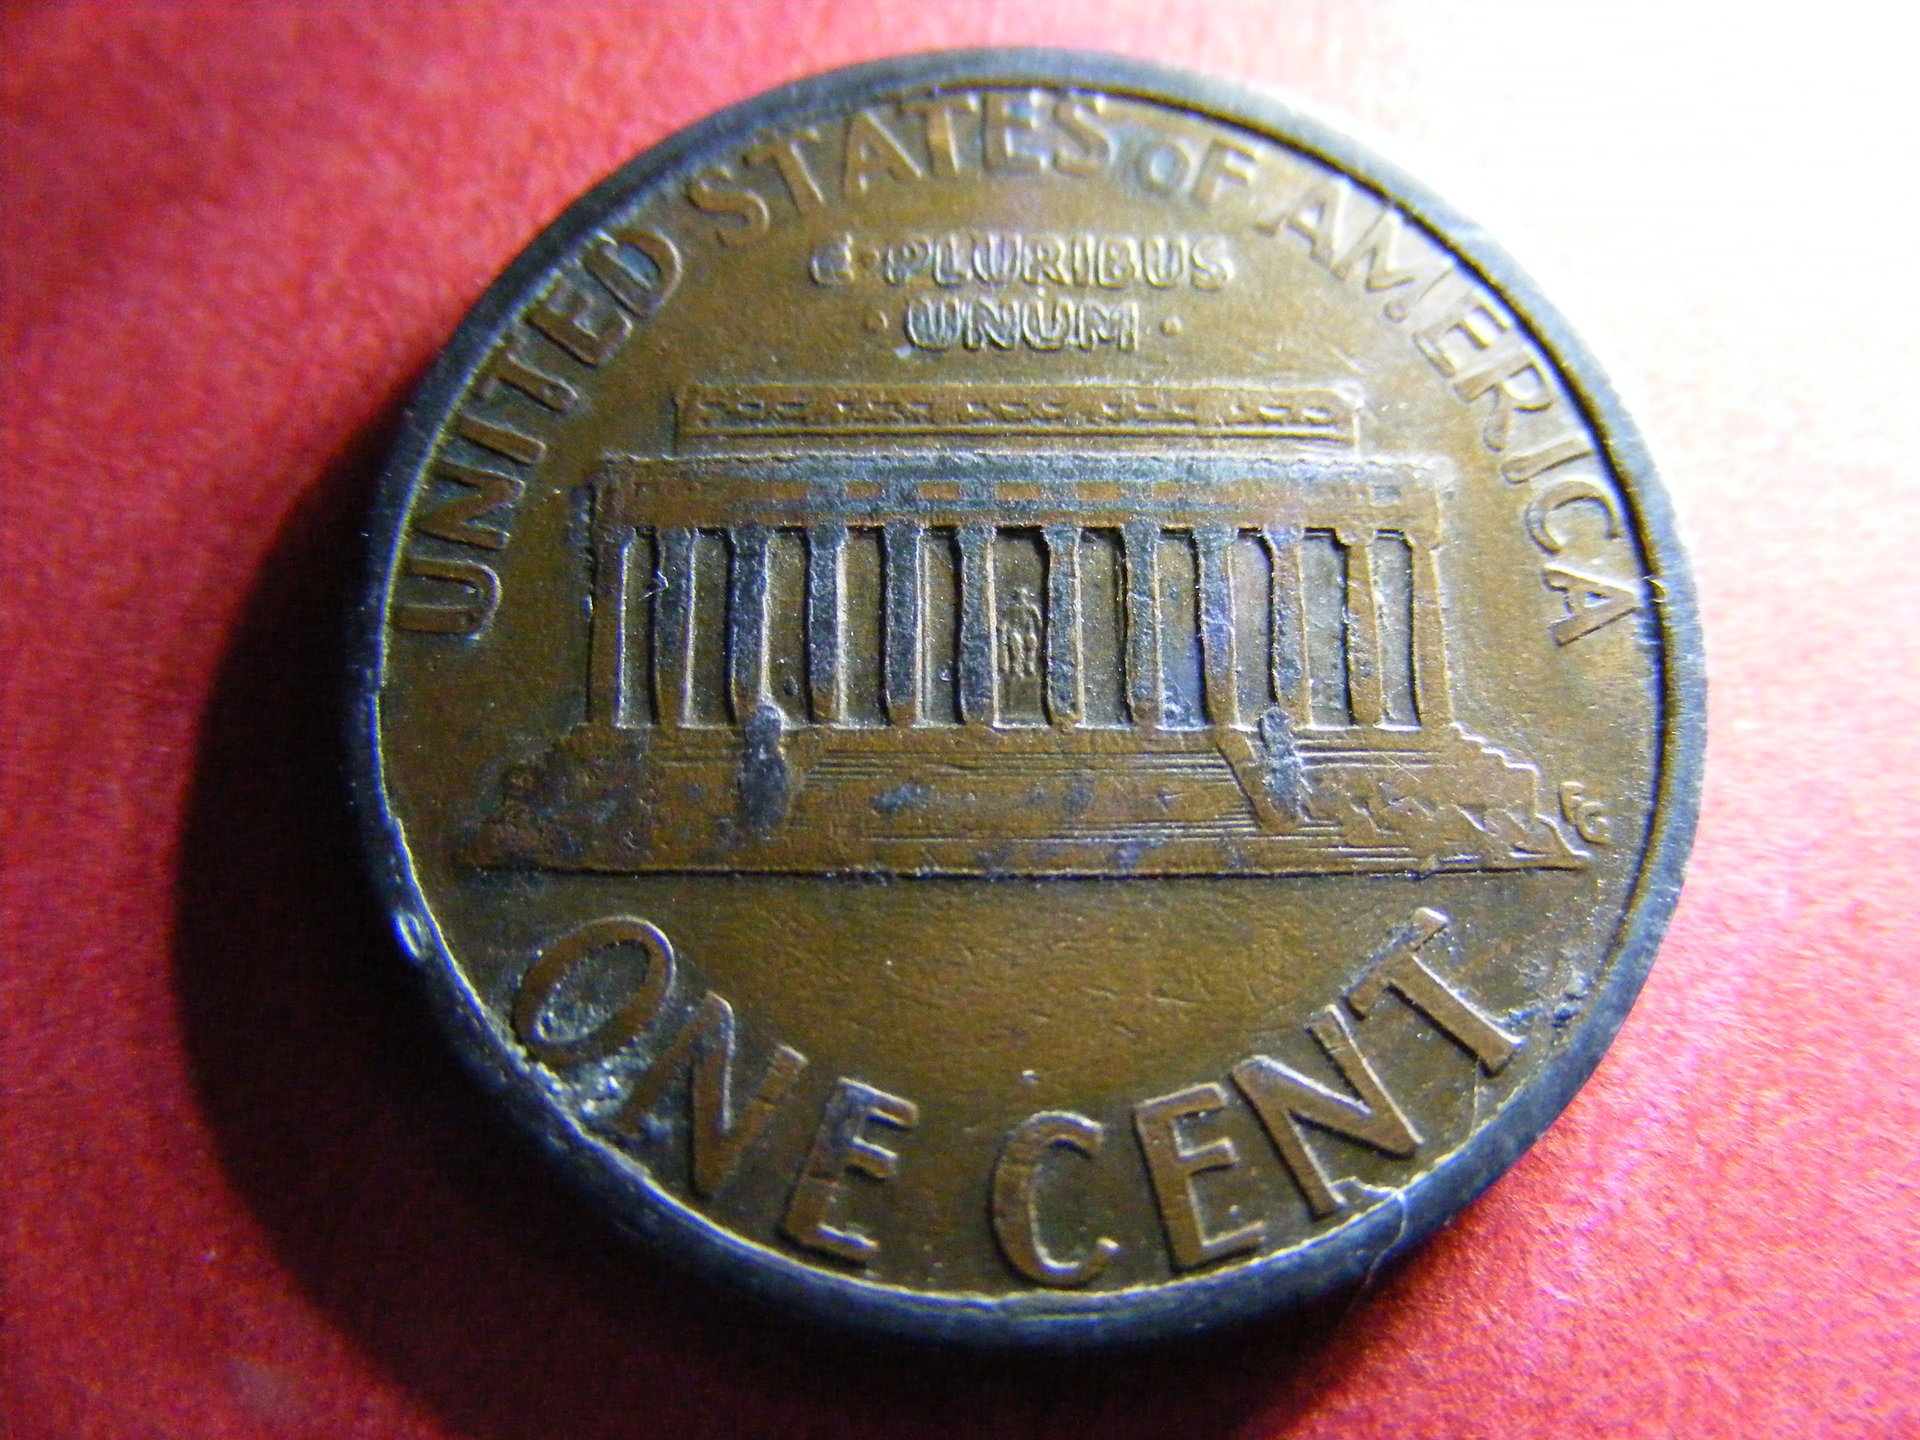 UNITED STATES OF AMERICA
E·PLURIBUS
·UNUM·
ONE CENT